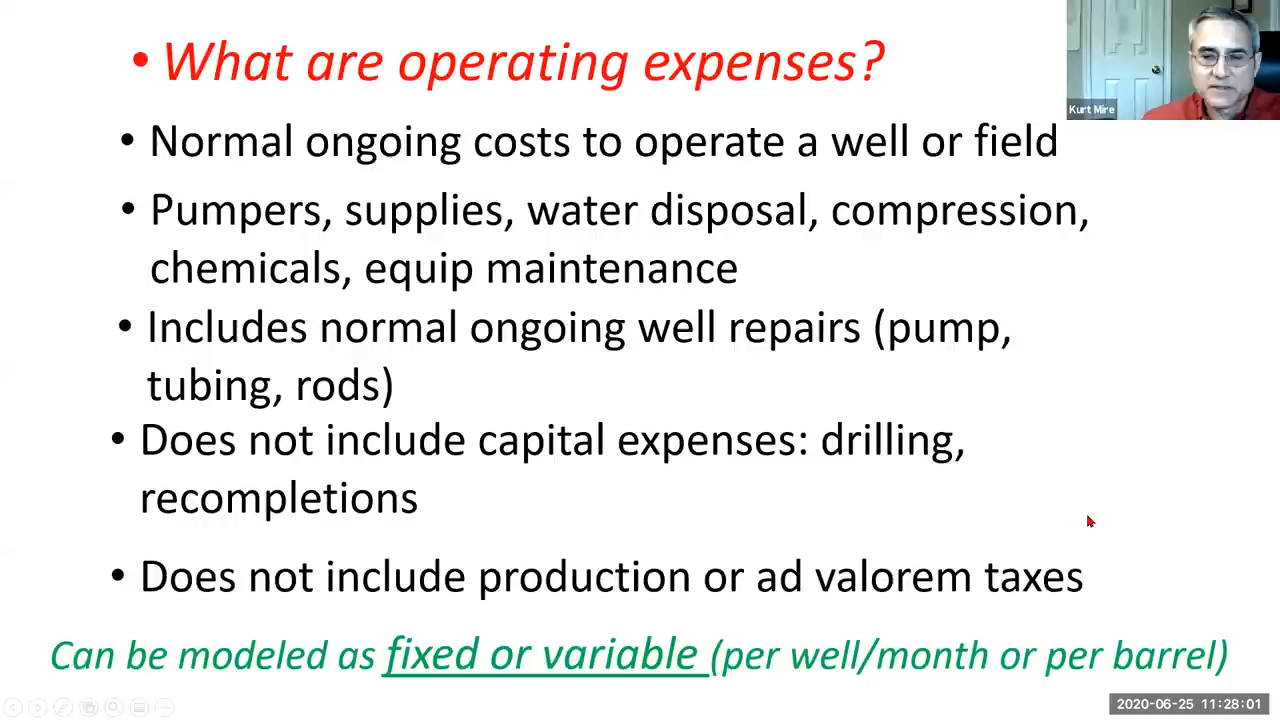 • What are operating expenses?
Kurt Mire
• Normal ongoing costs to operate a well or field
• Pumpers, supplies, water disposal, compression,
chemicals, equip maintenance
• Includes normal ongoing well repairs (pump,
tubing, rods)
• Does not include capital expenses: drilling,
recompletions
• Does not include production or ad valorem taxes
Can be modeled as fixed or variable (per well/month or per barrel)
2020-06-25 11:28:01